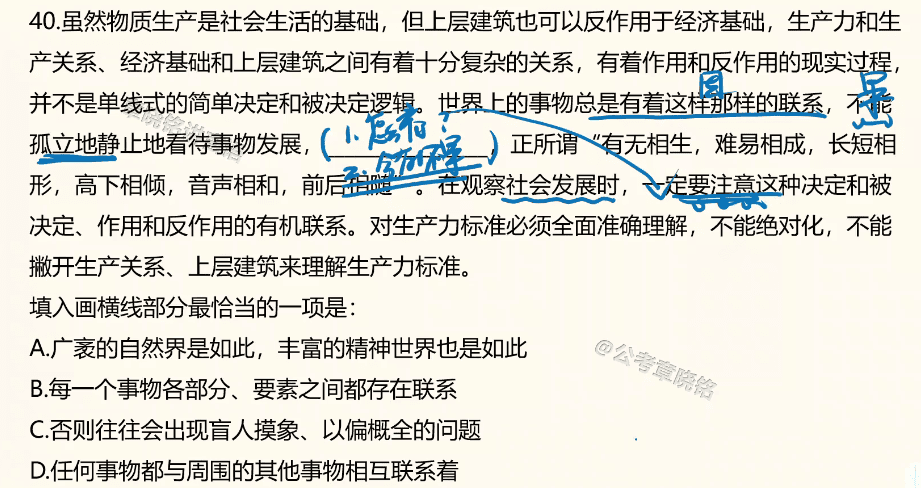 40.虽然物质生产是社会生活的基础，但上层建筑也可以反作用于经济基础，生产力和生
产关系、经济基础和上层建筑之间有着十分复杂的关系，有着作用和反作用的现实过程，
并不是单线式的简单决定和被决定逻辑。世界上的事物总是有着这样那样的联系，不能
孤立地静止地看待事物发展，(________________)，正所谓“有无相生，难易相成，长短相
形，高下相倾，音声相和，前后相随”。在观察社会发展时，一定要注意这种决定和被
决定、作用和反作用的有机联系。对生产力标准必须全面准确理解，不能绝对化，不能
撇开生产关系、上层建筑来理解生产力标准。
填入画横线部分最恰当的一项是：
A.广袤的自然界是如此，丰富的精神世界也是如此
B.每一个事物各部分、要素之间都存在联系
C.否则往往会出现盲人摸象、以偏概全的问题
D.任何事物都与周围的其他事物相互联系着
@公考章晓铭